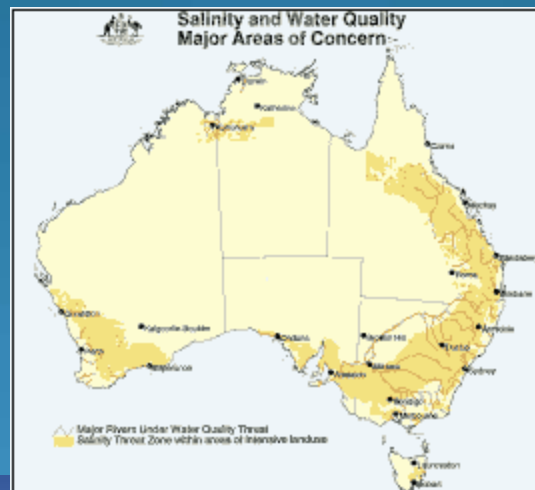 Salinity and Water Quality
Major Areas of Concern
Darwin
Katherine
Kununurra
Cairns
Mackay
Bundaberg
Roma
Brisbane
Geraldton
Kalgoorlie-Boulder
Ceduna
Broken Hill
Armidale
Dubbo
Perth
Esperance
Adelaide
Mildura
Sydney
Bendigo
Melbourne
Major Rivers Under Water Quality Threat
Salinity Threat Zone within areas of intensive landuse
Launceston
Hobart